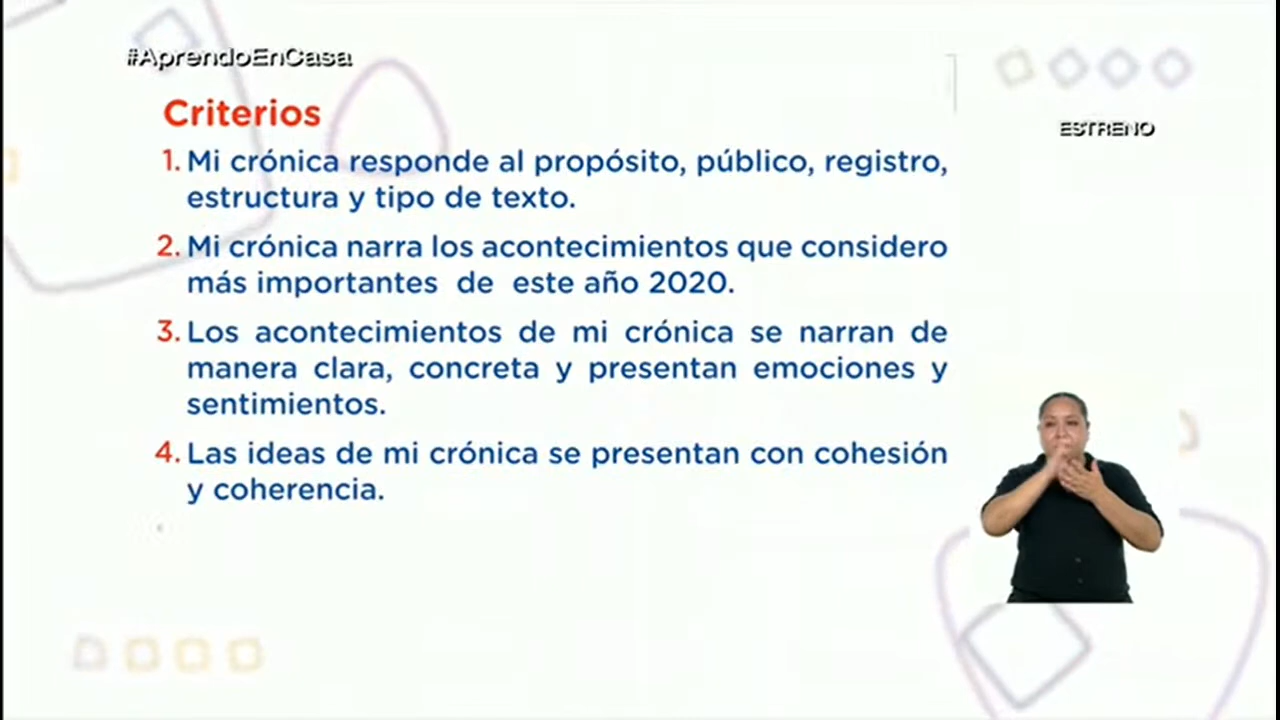 #AprendoEnCasa
ESTRENO
Criterios
1. Mi crónica responde al propósito, público, registro,
estructura y tipo de texto.
2. Mi crónica narra los acontecimientos que considero
más importantes de este año 2020.
3. Los acontecimientos de mi crónica se narran de
manera clara, concreta y presentan emociones y
sentimientos.
4. Las ideas de mi crónica se presentan con cohesión
y coherencia.